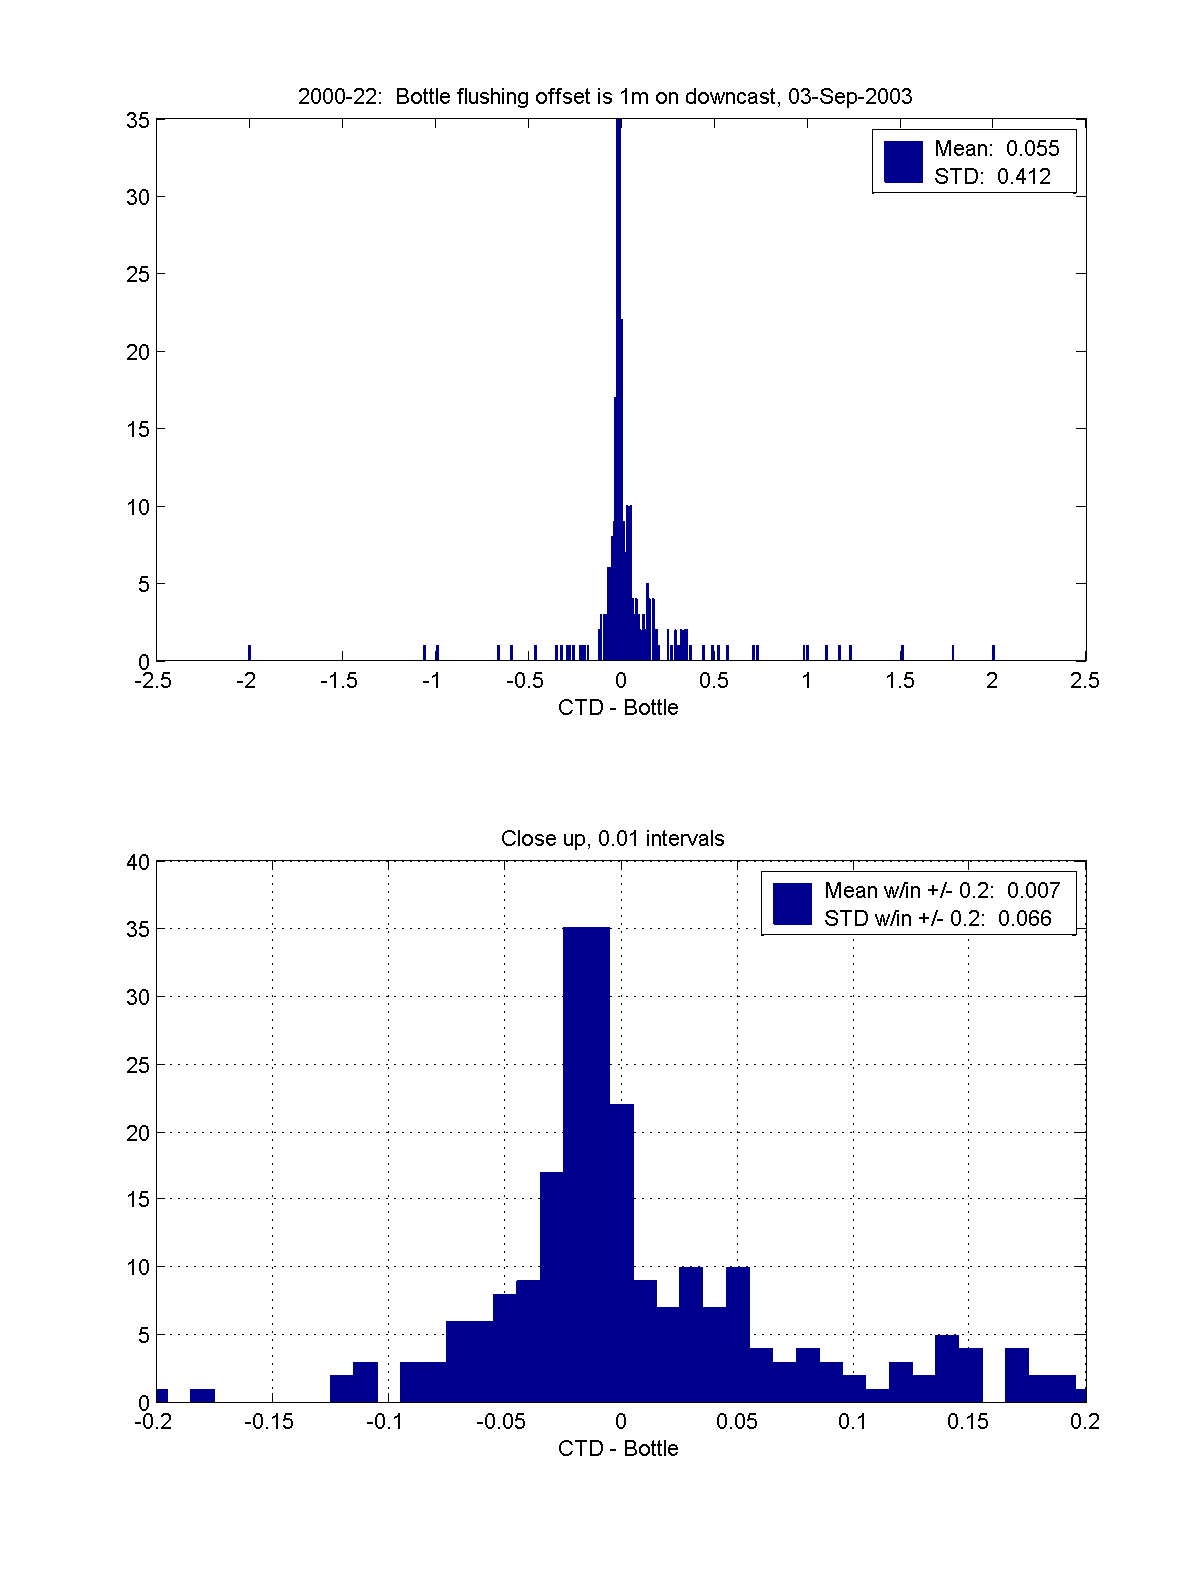 2000-22:  Bottle flushing offset is 1m on downcast, 03-Sep-2003
35
Mean:  0.055
STD:  0.412
30
25
20
15
10
5
0
-2.5 -2 -1.5 -1 -0.5 0 0.5 1 1.5 2 2.5
CTD - Bottle
Close up, 0.01 intervals
40
Mean w/in +/- 0.2:  0.007
STD w/in +/- 0.2:  0.066
35
30
25
20
15
10
5
0
-0.2 -0.15 -0.1 -0.05 0 0.05 0.1 0.15 0.2
CTD - Bottle